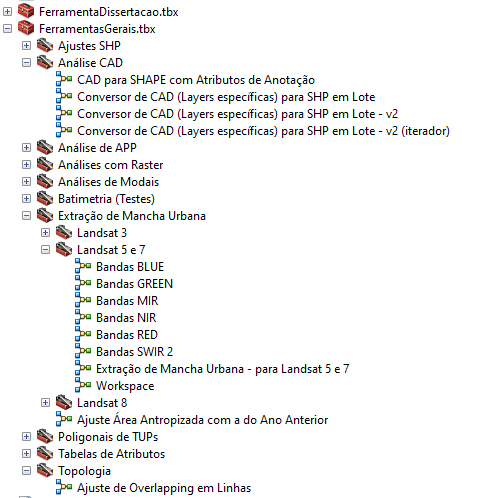 FerramentaDissertacao.tbx
FerramentasGerais.tbx
Ajustes SHP
Análise CAD
CAD para SHAPE com Atributos de Anotação
Conversor de CAD (Layers específicas) para SHP em Lote
Conversor de CAD (Layers específicas) para SHP em Lote - v2
Conversor de CAD (Layers específicas) para SHP em Lote - v2 (iterador)
Análise de APP
Análises com Raster
Análises de Modais
Batimetria (Testes)
Extração de Mancha Urbana
Landsat 3
Landsat 5 e 7
Bandas BLUE
Bandas GREEN
Bandas MIR
Bandas NIR
Bandas RED
Bandas SWIR 2
Extração de Mancha Urbana - para Landsat 5 e 7
Workspace
Landsat 8
Ajuste Área Antropizada com a do Ano Anterior
Poligonais de TUPs
Tabelas de Atributos
Topologia
Ajuste de Overlapping em Linhas